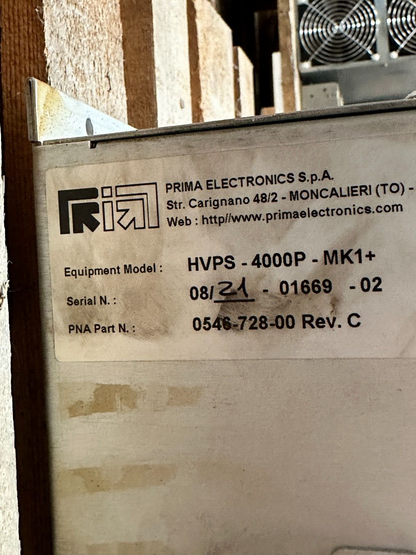 PRIMA ELECTRONICS S.p.A.
Str. Carignano 48/2 - MONCALIERI (TO) -
Web : http//www.primaelectronics.com
Equipment Model : HVPS - 4000P - MK1+
Serial N. : 08/21 - 01669 - 02
PNA Part N. : 0546-728-00 Rev. C